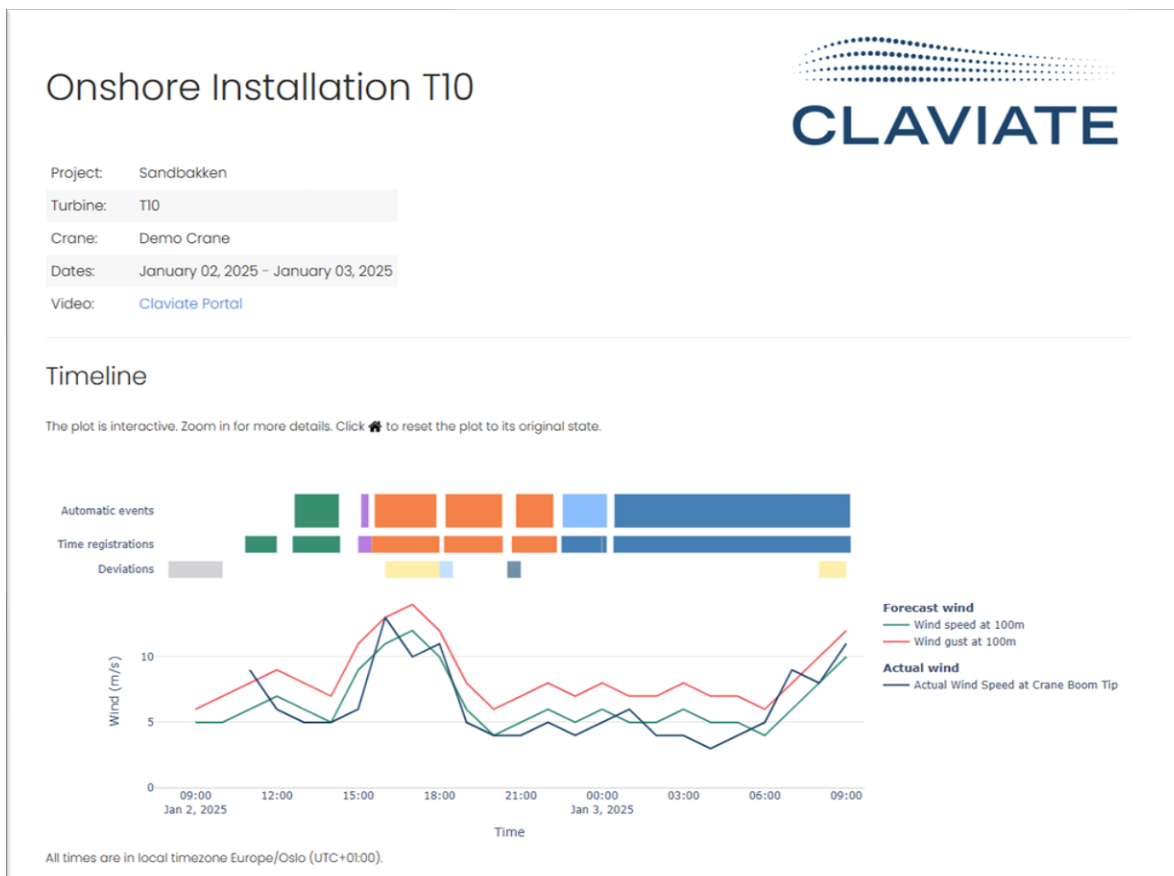 Onshore Installation T10
CLAVIATE
Project: Sandbakken
Turbine: T10
Crane: Demo Crane
Dates: January 02, 2025 - January 03, 2025
Video: Claviate Portal
Timeline
The plot is interactive. Zoom in for more details. Click to reset the plot to its original state.
Automatic events
Time registrations
Deviations
Forecast wind
Wind speed at 100m
Wind gust at 100m
Actual wind
Actual Wind Speed at Crane Boom Tip
Wind (m/s)
10
5
0
09:00 12:00 15:00 18:00 21:00 00:00 03:00 06:00 09:00
Jan 2, 2025 Jan 3, 2025
Time
All times are in local timezone Europe/Oslo (UTC+01:00).